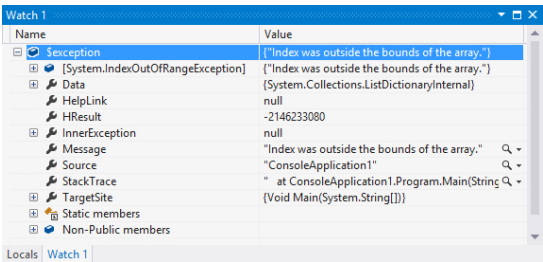 Watch 1
Name Value
$exception {"Index was outside the bounds of the array."}
[System.IndexOutOfRangeException] {"Index was outside the bounds of the array."}
Data {System.Collections.ListDictionaryInternal}
HelpLink null
HResult -2146233080
InnerException null
Message "Index was outside the bounds of the array."
Source "ConsoleApplication1"
StackTrace " at ConsoleApplication1.Program.Main(String
TargetSite {Void Main(System.String[])}
Static members
Non-Public members
Locals Watch 1